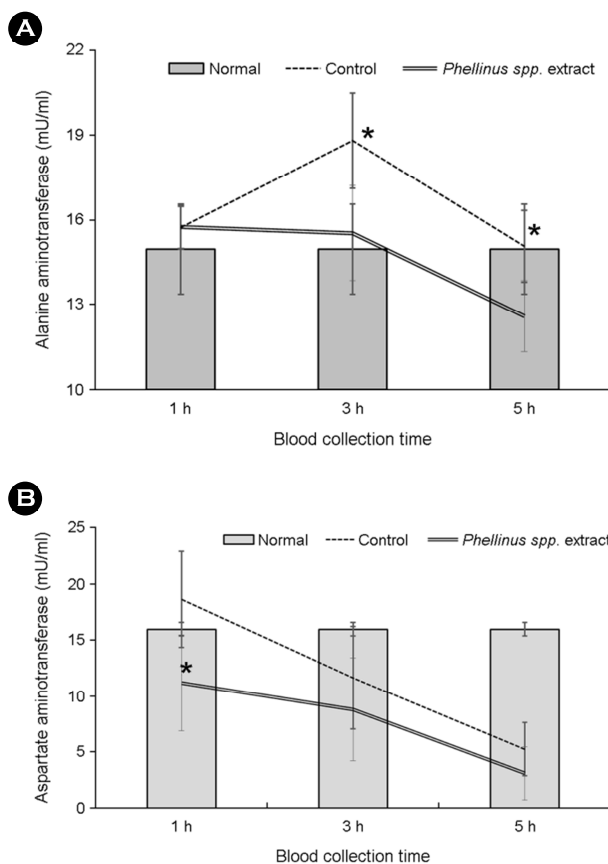 A
Alanine aminotransferase (mU/ml)
22
19
16
13
10
Normal Control Phellinus spp. extract
*
*
1 h 3 h 5 h
Blood collection time
B
Aspartate aminotransferase (mU/ml)
25
20
15
10
5
0
Normal Control Phellinus spp. extract
*
1 h 3 h 5 h
Blood collection time